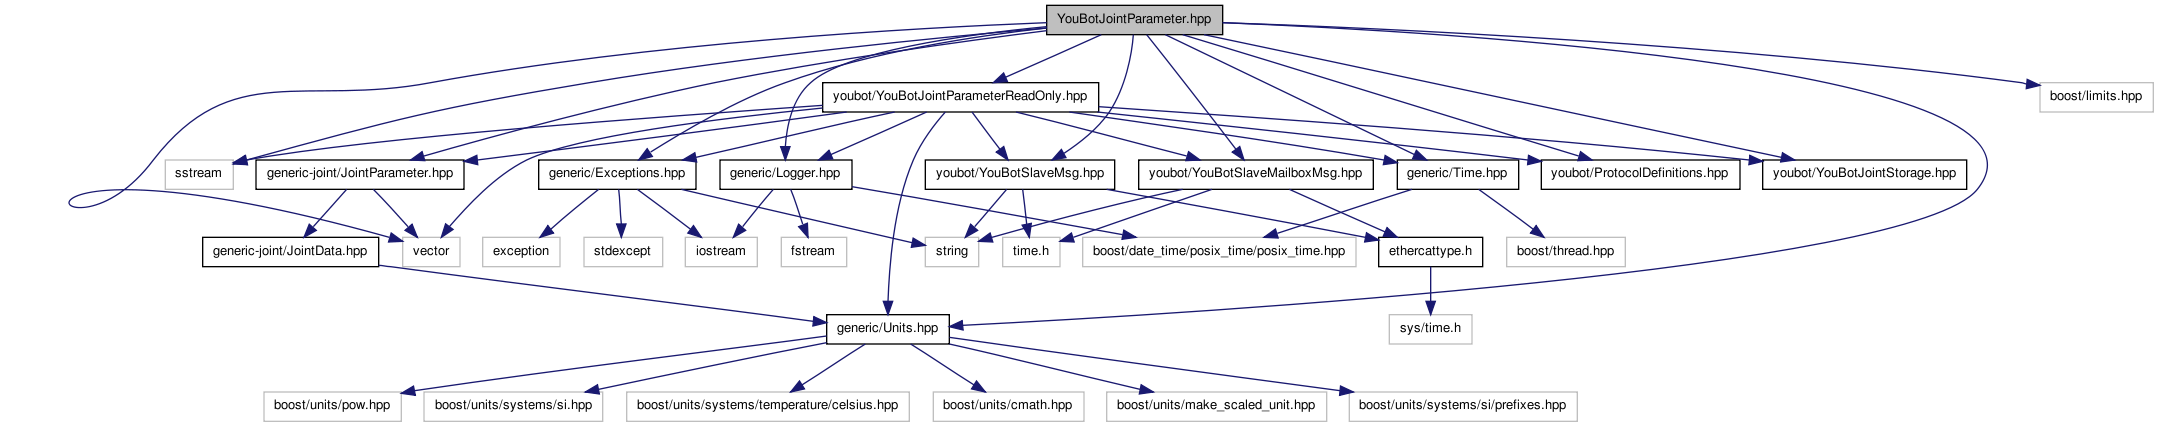 YouBotJointParameter.hpp
youbot/YouBotJointParameterReadOnly.hpp
boost/limits.hpp
sstream
generic-joint/JointParameter.hpp
generic/Exceptions.hpp
generic/Logger.hpp
youbot/YouBotSlaveMsg.hpp
youbot/YouBotSlaveMailboxMsg.hpp
generic/Time.hpp
youbot/ProtocolDefinitions.hpp
youbot/YouBotJointStorage.hpp
generic-joint/JointData.hpp
vector
exception
stdexcept
iostream
fstream
string
time.h
boost/date_time/posix_time/posix_time.hpp
ethercattype.h
boost/thread.hpp
generic/Units.hpp
sys/time.h
boost/units/pow.hpp
boost/units/systems/si.hpp
boost/units/systems/temperature/celsius.hpp
boost/units/cmath.hpp
boost/units/make_scaled_unit.hpp
boost/units/systems/si/prefixes.hpp